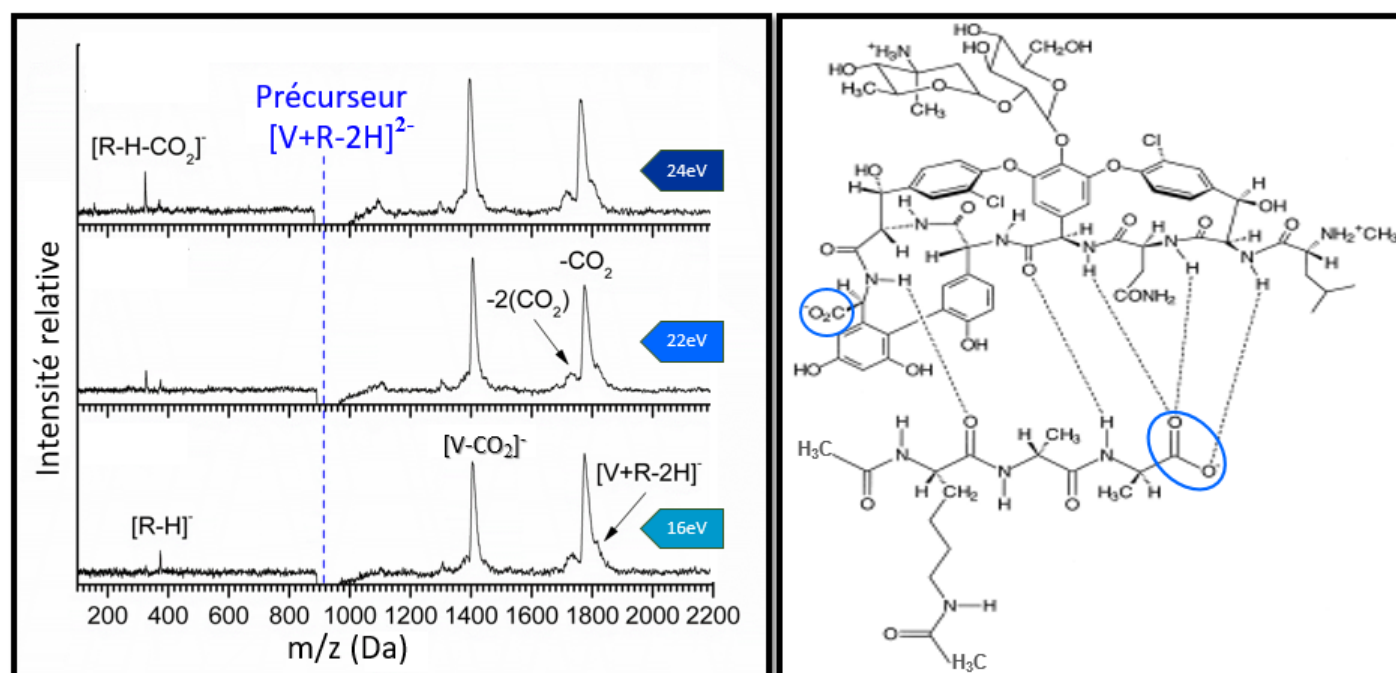 Précurseur
[V+R-2H]²⁻
[R-H-CO₂]⁻
24eV
-CO₂
-2(CO₂)
22eV
[V-CO₂]⁻
[V+R-2H]⁻
[R-H]⁻
16eV
Intensité relative
200 400 600 800 1000 1200 1400 1600 1800 2000 2200
m/z (Da)
HO
⁺H₃N
HO
HO
CH₂OH
HO
H₃C
CH₃
O
O
O
O
Cl
HO
O
O
H
Cl
H
OH
H
N
O
H
N
H
O
N
H
O
H
N
O
NH₂⁺CH₃
O
H
N
H
H
O
N
H
CONH₂
N
H
N
H
H
⁻O₂C
HO
OH
OH
H
O
H
CH₃
H
O
H₃C
N
N
O
O
H
CH₂
N
H
O
H₃C
H
N
H
O
H₃C